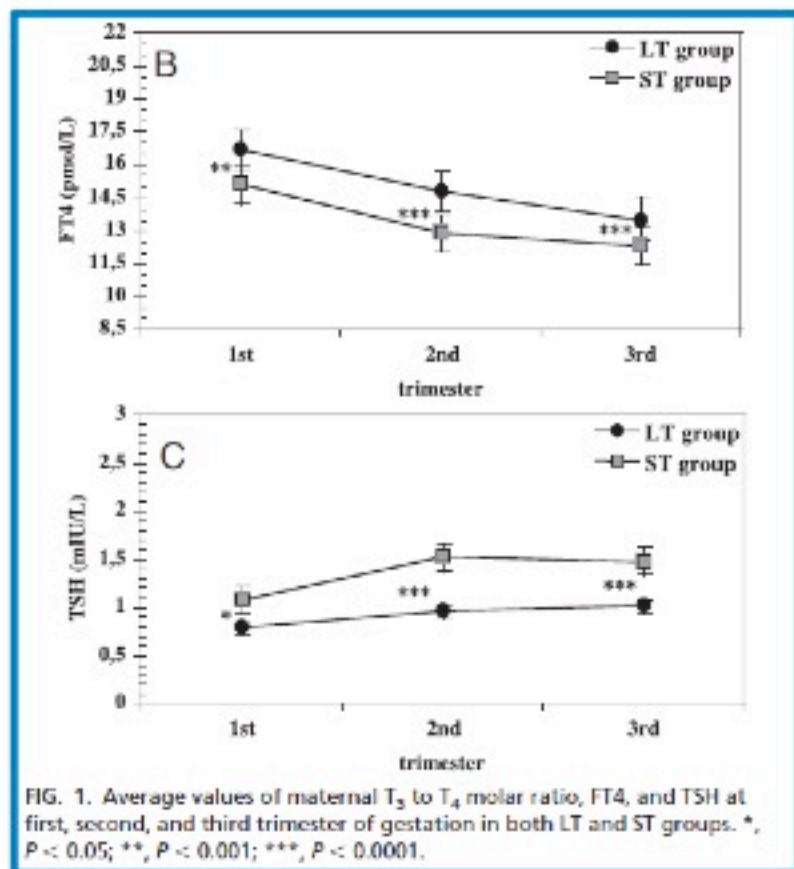 22
20,5
19
17,5
16
14,5
13
11,5
10
8,5
FT4 (pmol/L)
B
LT group
ST group
**
***
***
1st 2nd 3rd
trimester
3
2,5
2
1,5
1
0,5
0
TSH (mIU/L)
C
LT group
ST group
*
***
***
1st 2nd 3rd
trimester
FIG. 1. Average values of maternal T₃ to T₄ molar ratio, FT4, and TSH at
first, second, and third trimester of gestation in both LT and ST groups. *,
P < 0.05; **, P < 0.001; ***, P < 0.0001.